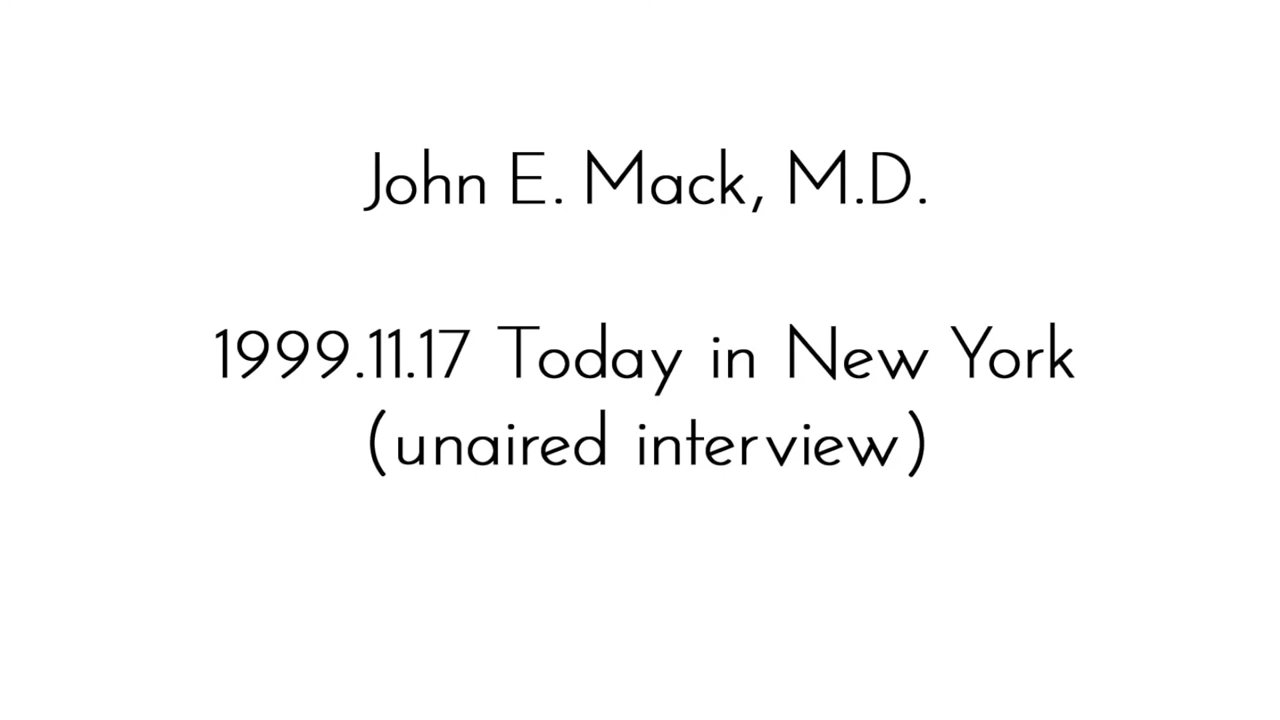 John E. Mack, M.D.
1999.11.17 Today in New York
(unaired interview)